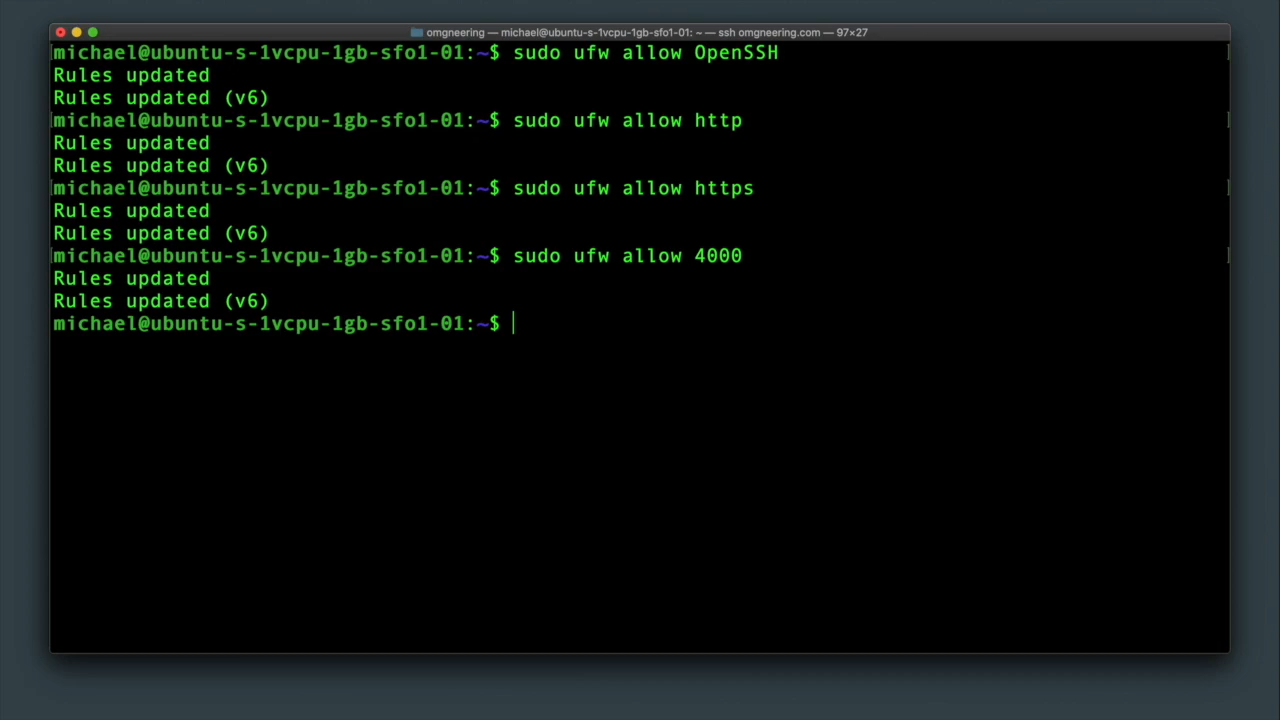 omgneering — michael@ubuntu-s-1vcpu-1gb-sfo1-01: ~ — ssh omgneering.com — 97×27
michael@ubuntu-s-1vcpu-1gb-sfo1-01:~$ sudo ufw allow OpenSSH
Rules updated
Rules updated (v6)
michael@ubuntu-s-1vcpu-1gb-sfo1-01:~$ sudo ufw allow http
Rules updated
Rules updated (v6)
michael@ubuntu-s-1vcpu-1gb-sfo1-01:~$ sudo ufw allow https
Rules updated
Rules updated (v6)
michael@ubuntu-s-1vcpu-1gb-sfo1-01:~$ sudo ufw allow 4000
Rules updated
Rules updated (v6)
michael@ubuntu-s-1vcpu-1gb-sfo1-01:~$